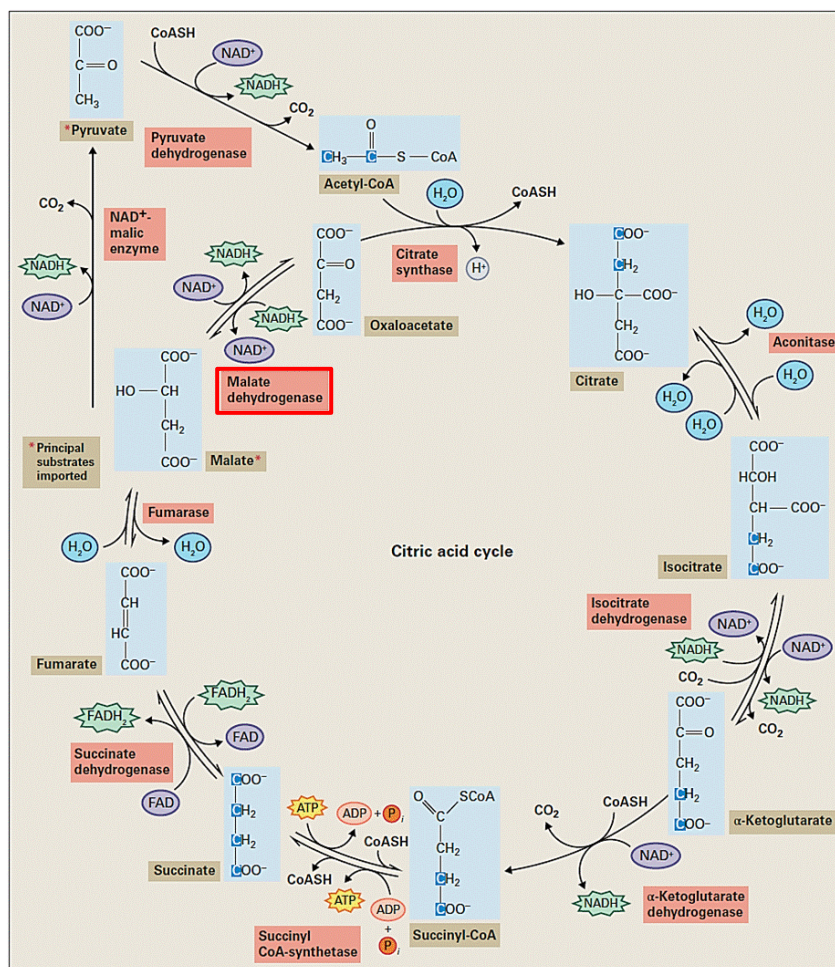 COO⁻
C=O
CH₃
*Pyruvate
CoASH
NAD⁺
NADH
CO₂
Pyruvate
dehydrogenase
O
CH₃—C—S—CoA
Acetyl-CoA
H₂O
CoASH
Citrate
synthase
H⁺
CO₂
NAD⁺-
malic
enzyme
NADH
NAD⁺
NADH
NAD⁺
NADH
NAD⁺
Malate
dehydrogenase
COO⁻
C=O
CH₂
COO⁻
Oxaloacetate
COO⁻
CH₂
HO—C—COO⁻
CH₂
COO⁻
Citrate
H₂O
Aconitase
H₂O
H₂O
H₂O
COO⁻
HO—CH
CH₂
COO⁻
Malate*
*Principal
substrates
imported
Fumarase
H₂O
H₂O
Citric acid cycle
COO⁻
HCOH
CH—COO⁻
CH₂
COO⁻
Isocitrate
Isocitrate
dehydrogenase
NAD⁺
NADH
NAD⁺
CO₂
NADH
CO₂
COO⁻
CH
HC
COO⁻
Fumarate
FADH₂
FADH₂
FAD
Succinate
dehydrogenase
FAD
COO⁻
CH₂
CH₂
COO⁻
Succinate
ATP
ADP + Pi
CoASH
CoASH
ATP
ADP
+
Pi
Succinyl
CoA-synthetase
O SCoA
C
CH₂
CH₂
COO⁻
Succinyl-CoA
CO₂
CoASH
NAD⁺
NADH
α-Ketoglutarate
dehydrogenase
COO⁻
C=O
CH₂
CH₂
COO⁻
α-Ketoglutarate